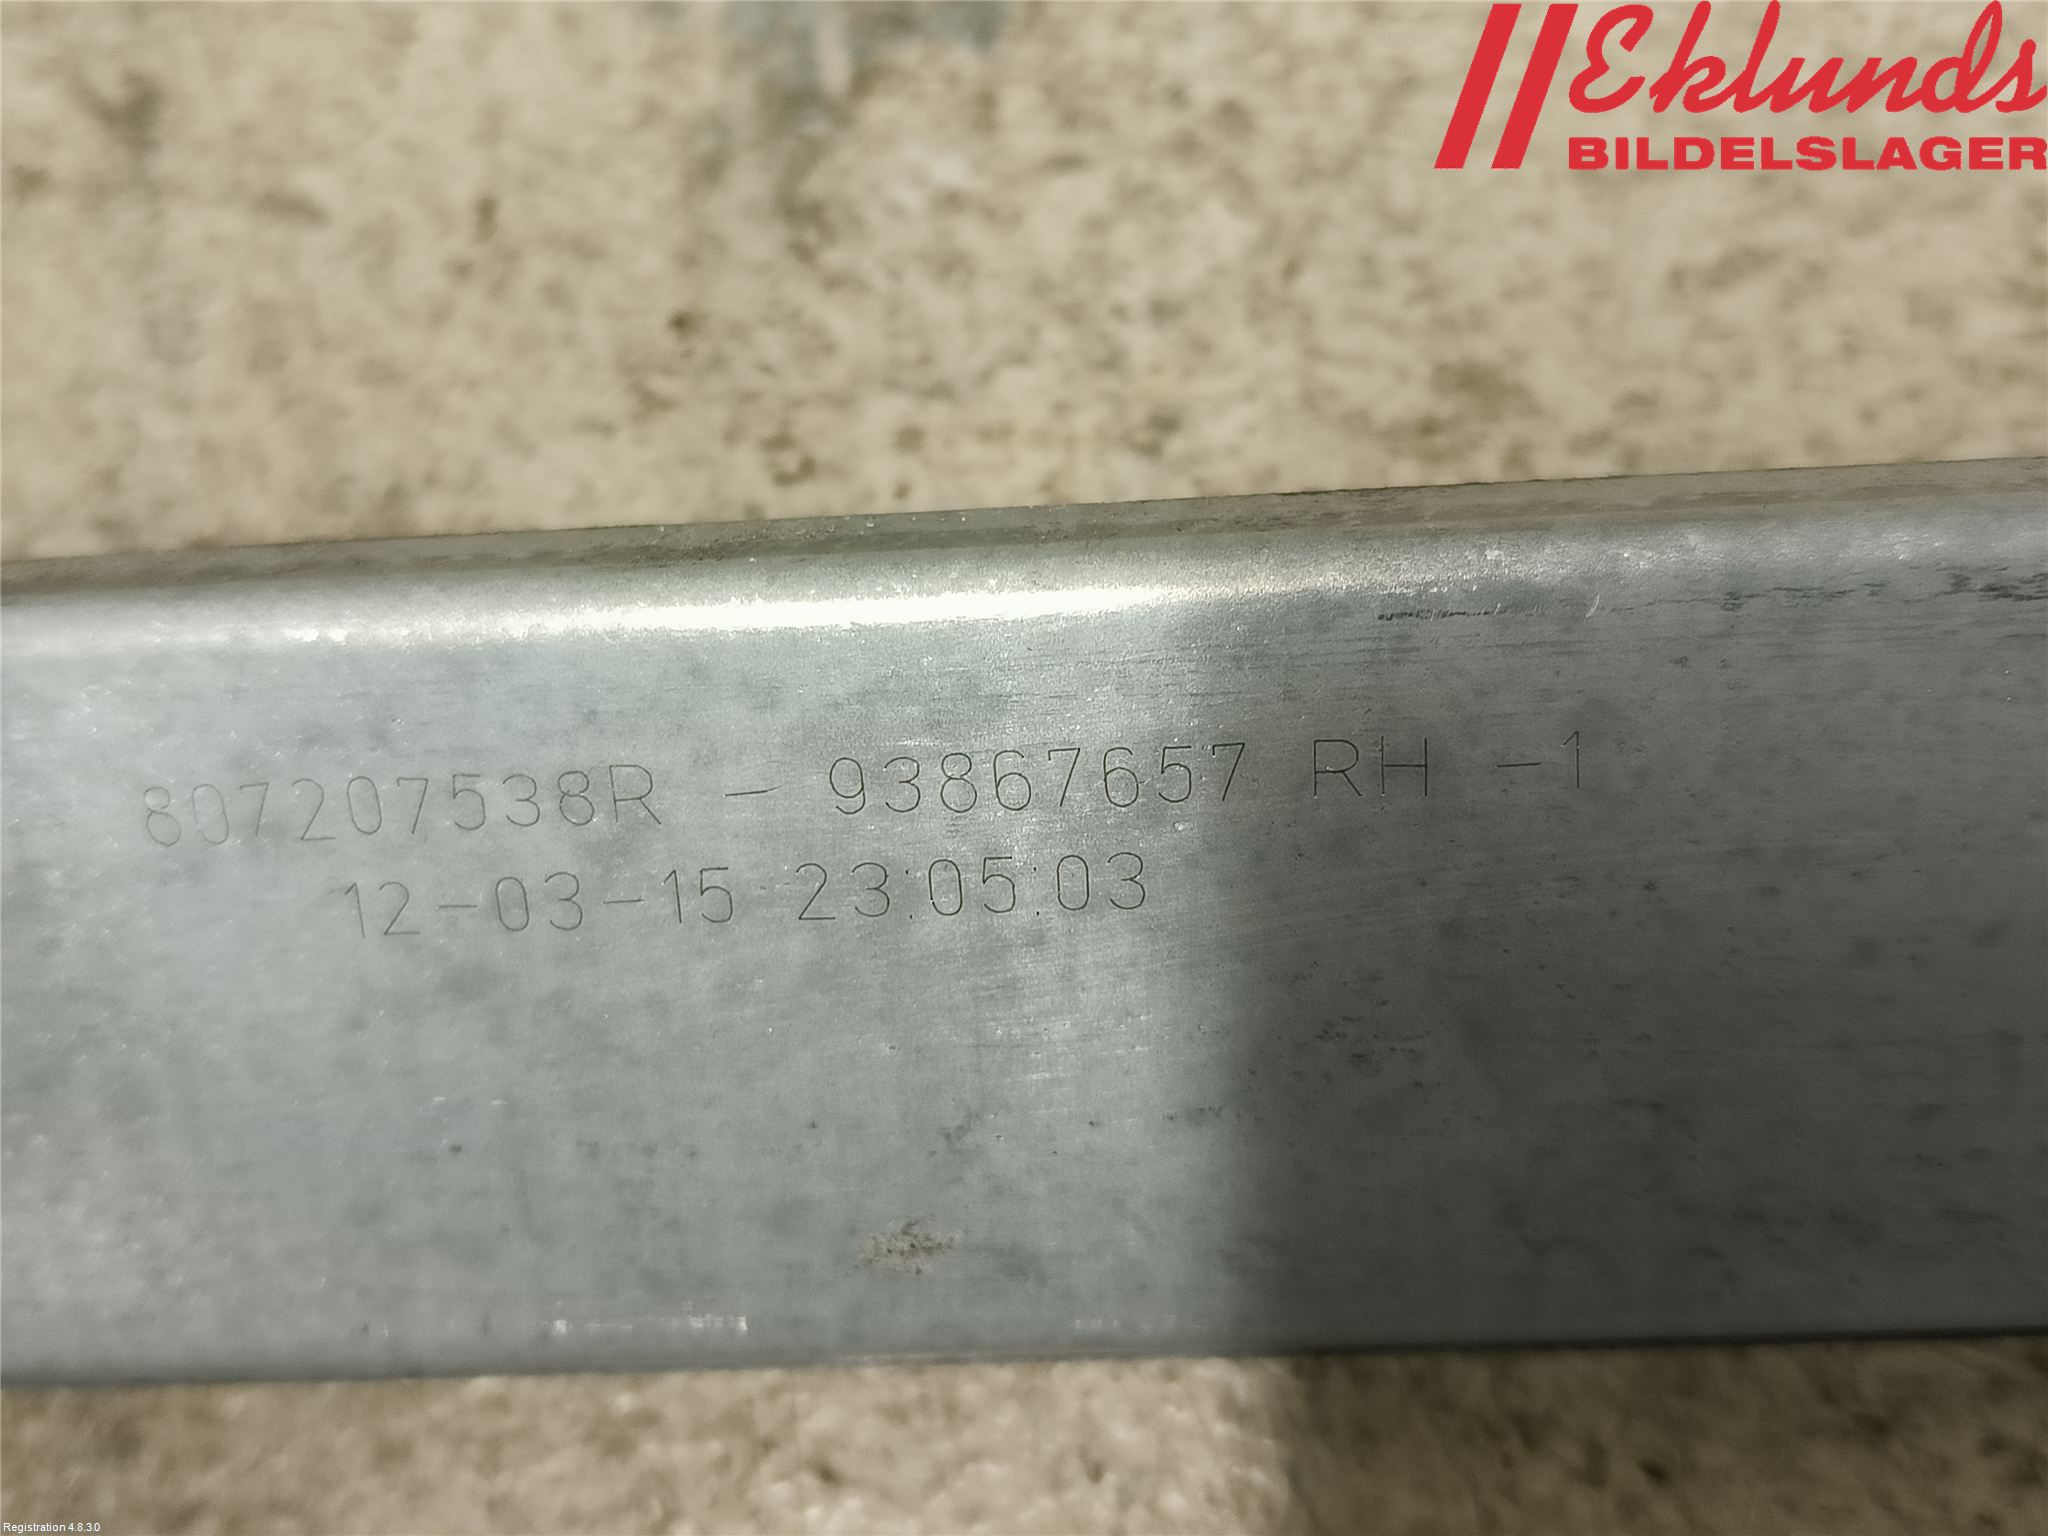 Eklunds
BILDELSLAGER
807207538R - 93867657 RH -1
12-03-15 23:05:03
Registration 4.8.3.0